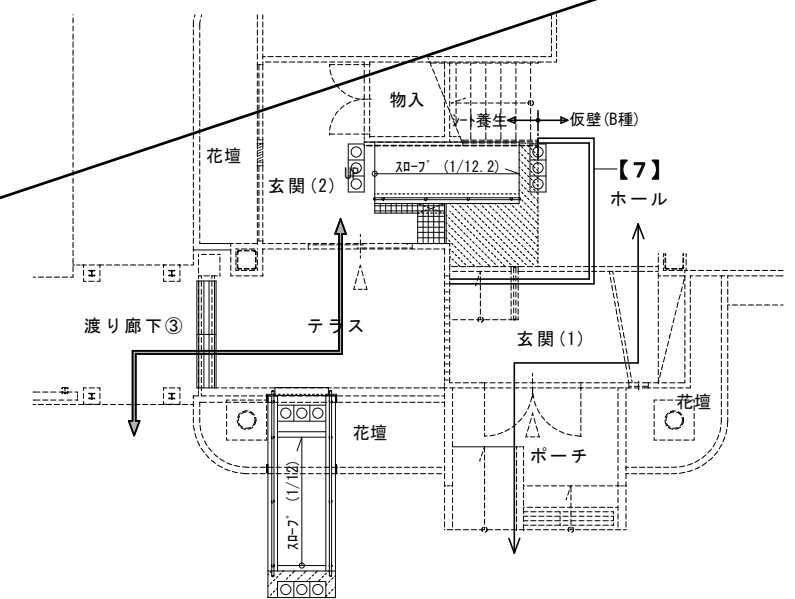 物入
ート養生
仮壁(B種)
花壇
UP
スロープ (1/12.2)
【7】
玄関(2)
ホール
渡り廊下③
テラス
玄関(1)
花壇
花壇
ポーチ
スロープ (1/12)